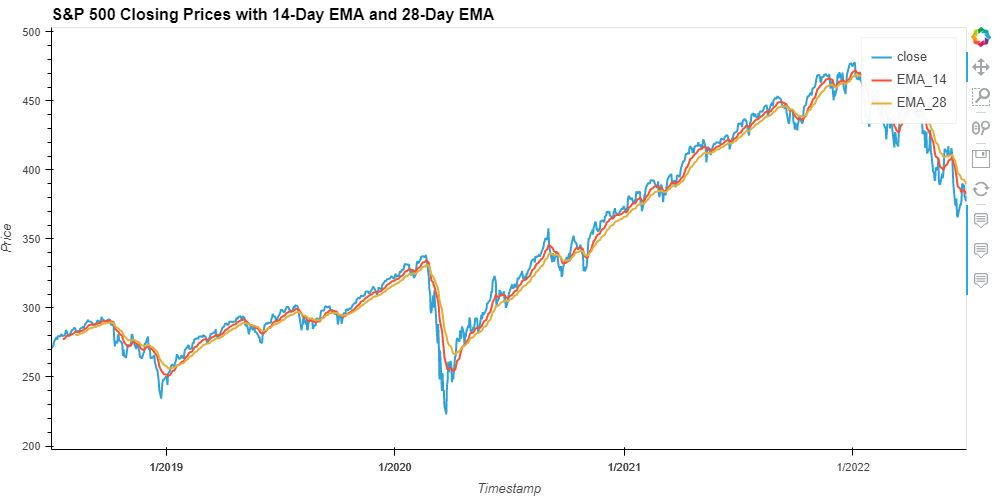 S&P 500 Closing Prices with 14-Day EMA and 28-Day EMA
500
450
400
350
300
250
200
Price
close
EMA_14
EMA_28
1/2019
1/2020
1/2021
1/2022
Timestamp